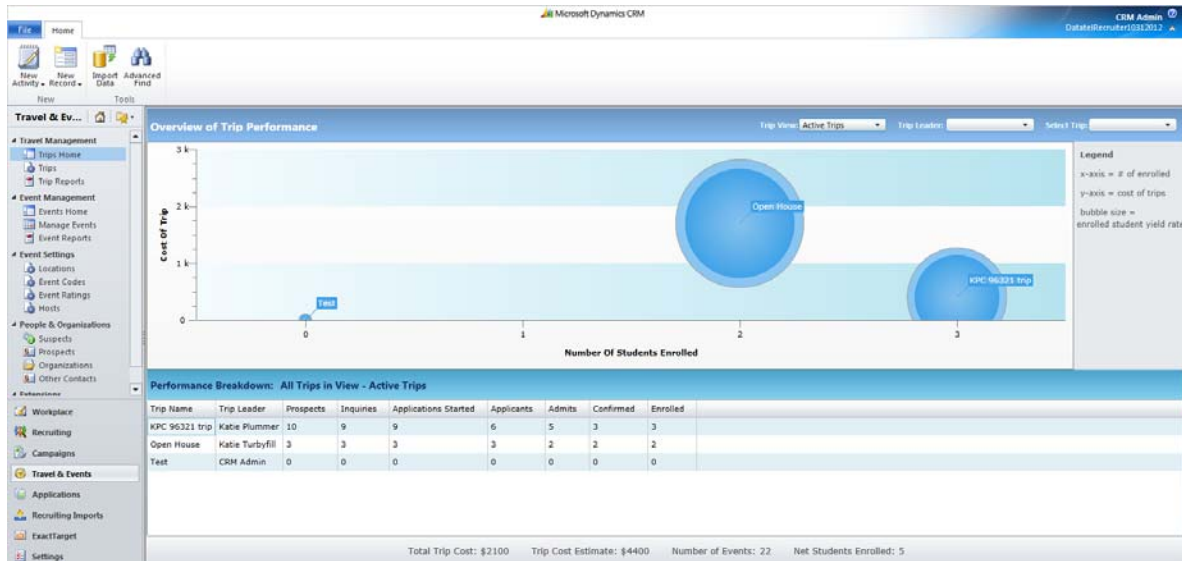 Microsoft Dynamics CRM
CRM Admin
DatatelRecruiter10312012
File Home
New Activity New Record Import Data Advanced Find
New Tools
Travel & Ev...
Travel Management
Trips Home
Trips
Trip Reports
Event Management
Events Home
Manage Events
Event Reports
Event Settings
Locations
Event Codes
Event Ratings
Hosts
People & Organizations
Suspects
Prospects
Organizations
Other Contacts
Extensions
Workplace
Recruiting
Campaigns
Travel & Events
Applications
Recruiting Imports
ExactTarget
Settings
Overview of Trip Performance Trip View: Active Trips Trip Leader: Select Trip:
3 k
2 k
1 k
0
Cost Of Trip
Open House
KPC 96321 trip
Test
0 1 2 3
Number Of Students Enrolled
Legend
x-axis = # of enrolled
y-axis = cost of trips
bubble size =
enrolled student yield rate
Performance Breakdown: All Trips in View - Active Trips
Trip Name Trip Leader Prospects Inquiries Applications Started Applicants Admits Confirmed Enrolled
KPC 96321 trip Katie Plummer 10 9 9 6 5 3 3
Open House Katie Turbyfill 3 3 3 3 2 2 2
Test CRM Admin 0 0 0 0 0 0 0
Total Trip Cost: $2100 Trip Cost Estimate: $4400 Number of Events: 22 Net Students Enrolled: 5